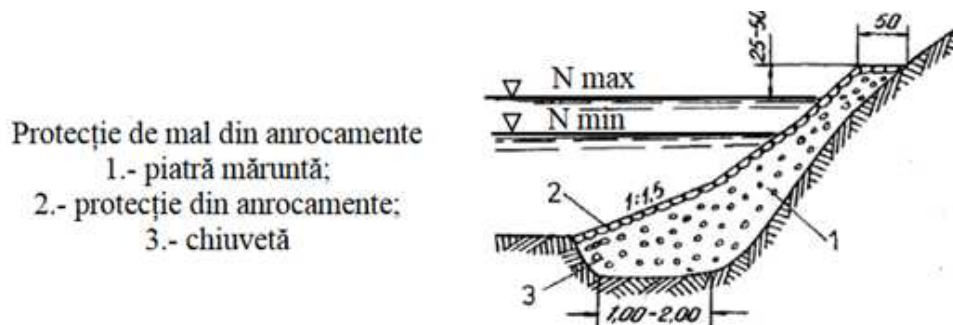 Protecție de mal din anrocamente
1.- piatră măruntă;
2.- protecție din anrocamente;
3.- chiuvetă
50
25-50
N max
N min
1:1,5
2
1
3
1,00-2,00